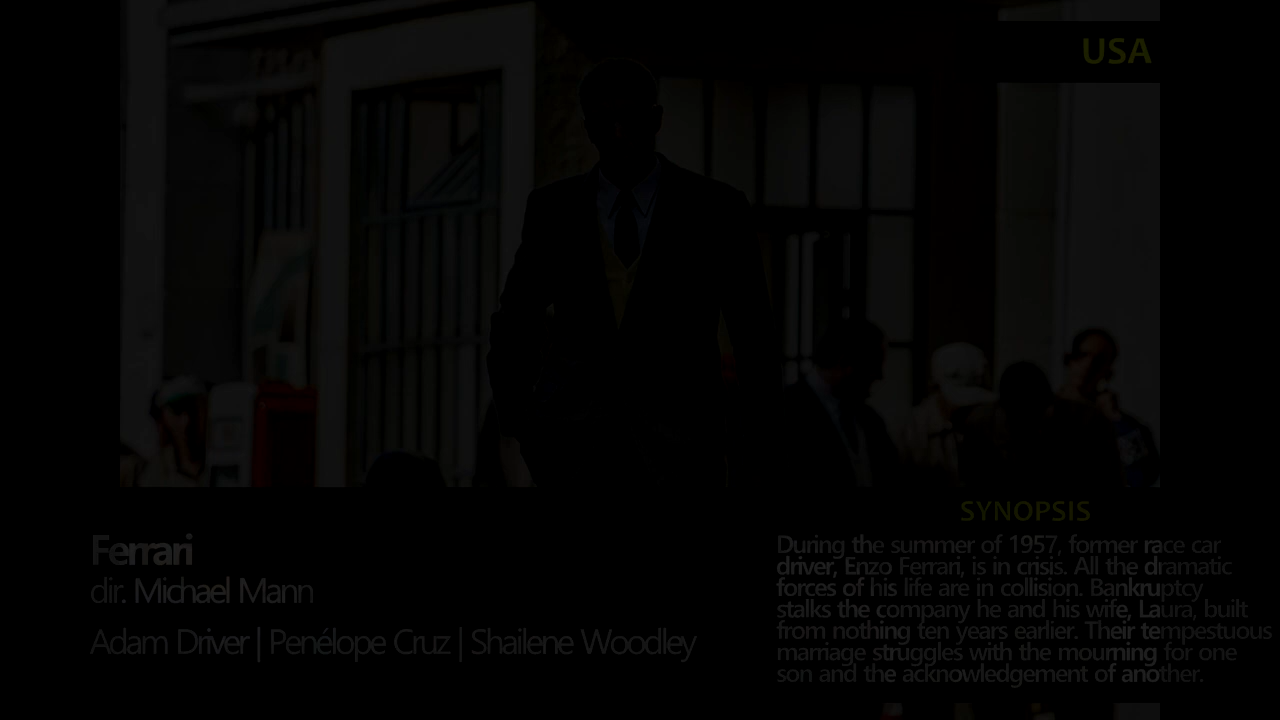 USA
SYNOPSIS
Ferrari
dir. Michael Mann
Adam Driver | Penélope Cruz | Shailene Woodley
During the summer of 1957, former race car
driver, Enzo Ferrari, is in crisis. All the dramatic
forces of his life are in collision. Bankruptcy
stalks the company he and his wife, Laura, built
from nothing ten years earlier. Their tempestuous
marriage struggles with the mourning for one
son and the acknowledgement of another.